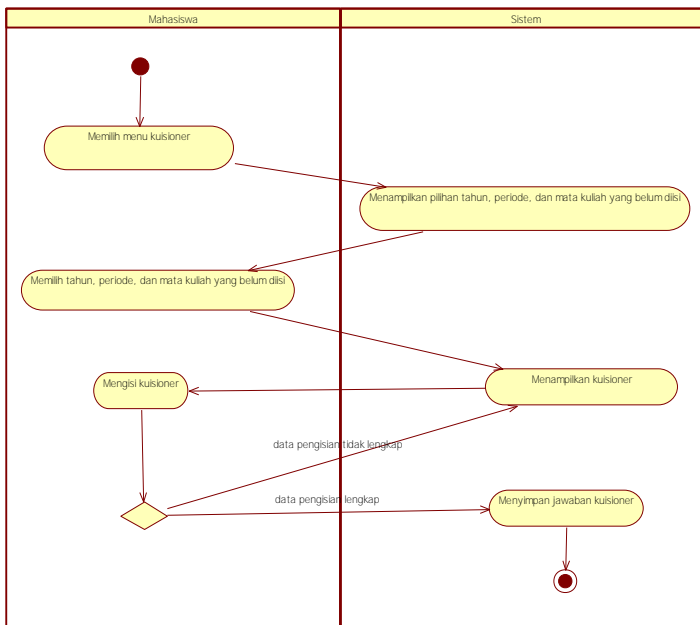 Mahasiswa
Sistem
Memilih menu kuisioner
Menampilkan pilihan tahun, periode, dan mata kuliah yang belum diisi
Memilih tahun, periode, dan mata kuliah yang belum diisi
Menampilkan kuisioner
Mengisi kuisioner
data pengisian tidak lengkap
data pengisian lengkap
Menyimpan jawaban kuisioner